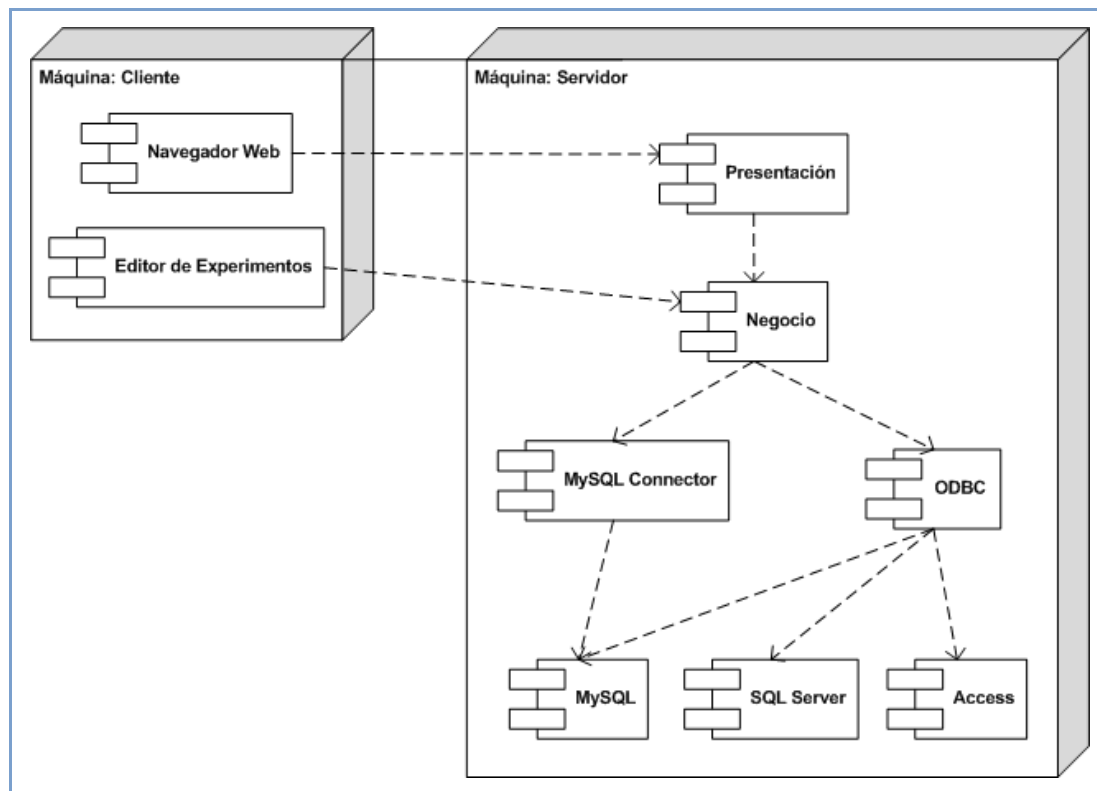 Máquina: Cliente
Navegador Web
Editor de Experimentos
Máquina: Servidor
Presentación
Negocio
MySQL Connector
ODBC
MySQL
SQL Server
Access